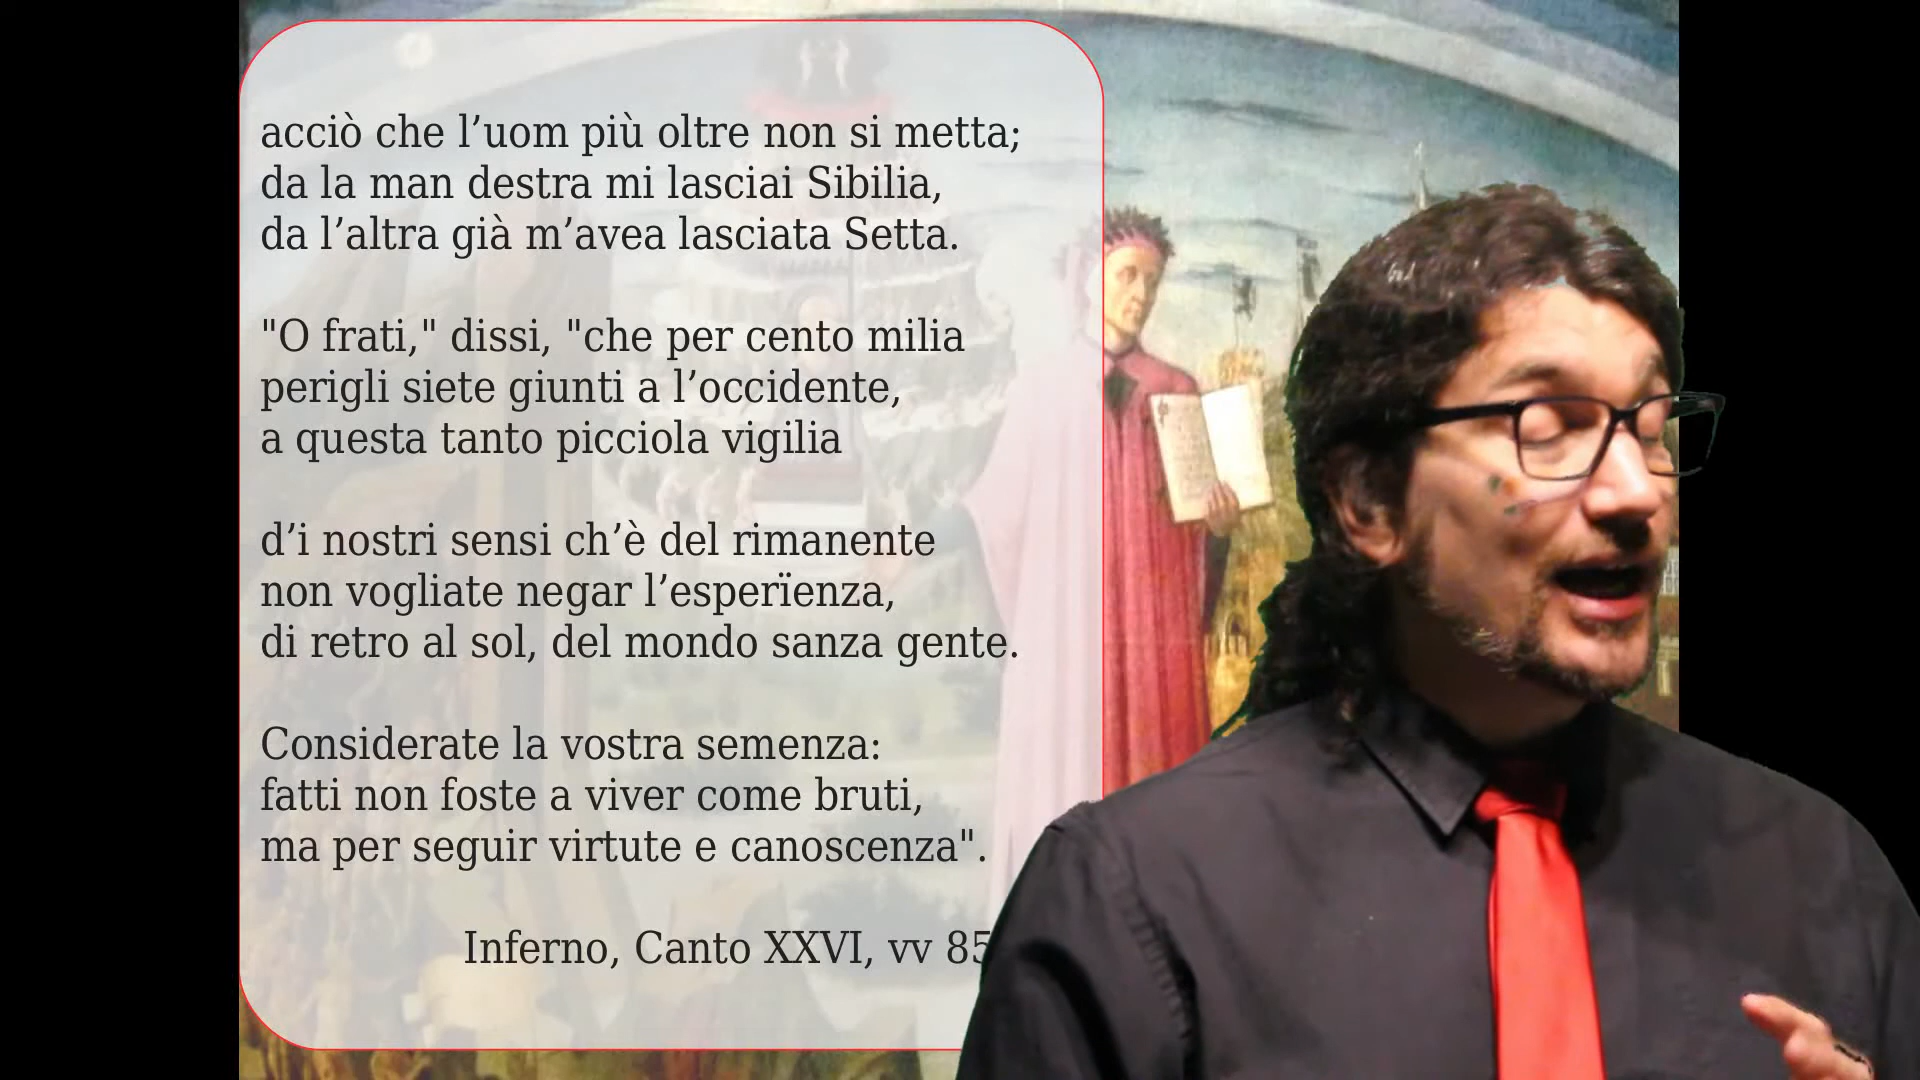 acciò che l’uom più oltre non si metta;
da la man destra mi lasciai Sibilia,
da l’altra già m’avea lasciata Setta.
"O frati," dissi, "che per cento milia
perigli siete giunti a l’occidente,
a questa tanto picciola vigilia
d’i nostri sensi ch’è del rimanente
non vogliate negar l’esperïenza,
di retro al sol, del mondo sanza gente.
Considerate la vostra semenza:
fatti non foste a viver come bruti,
ma per seguir virtute e canoscenza".
Inferno, Canto XXVI, vv 85